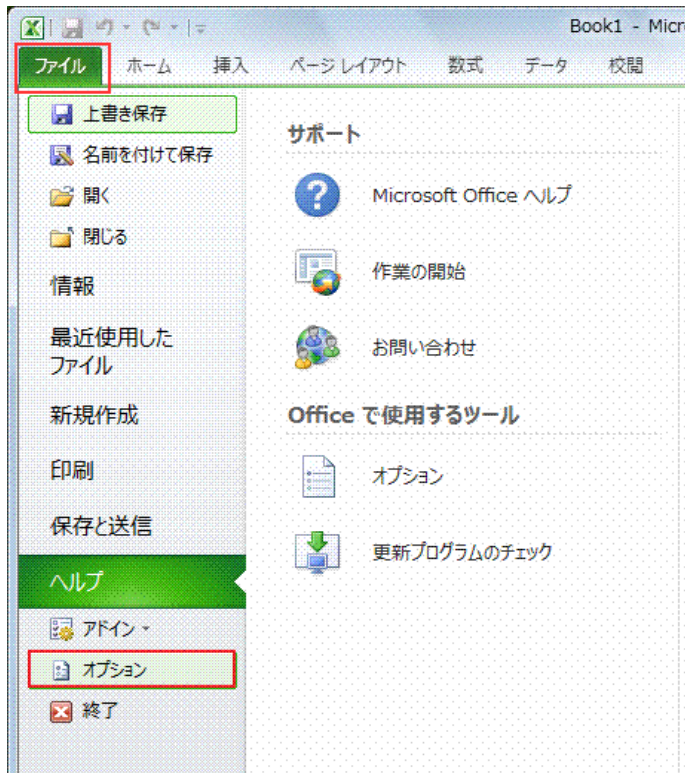 Book1 - Micr
ファイル ホーム 挿入 ページ レイアウト 数式 データ 校閲
上書き保存
名前を付けて保存
開く
閉じる
情報
最近使用した
ファイル
新規作成
印刷
保存と送信
ヘルプ
アドイン
オプション
終了
サポート
Microsoft Office ヘルプ
作業の開始
お問い合わせ
Office で使用するツール
オプション
更新プログラムのチェック